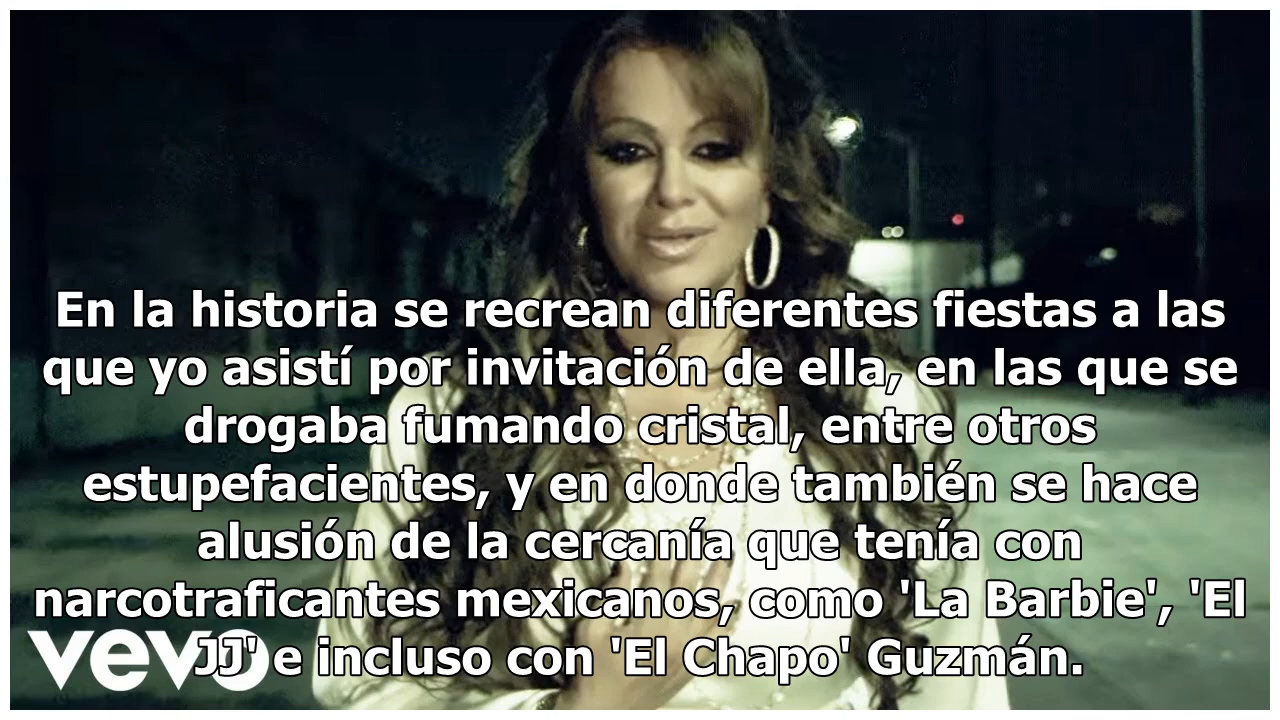 En la historia se recrean diferentes fiestas a las
que yo asistí por invitación de ella, en las que se
drogaba fumando cristal, entre otros
estupefacientes, y en donde también se hace
alusión de la cercanía que tenía con
narcotraficantes mexicanos, como 'La Barbie', 'El
JJ' e incluso con 'El Chapo' Guzmán.
vevo